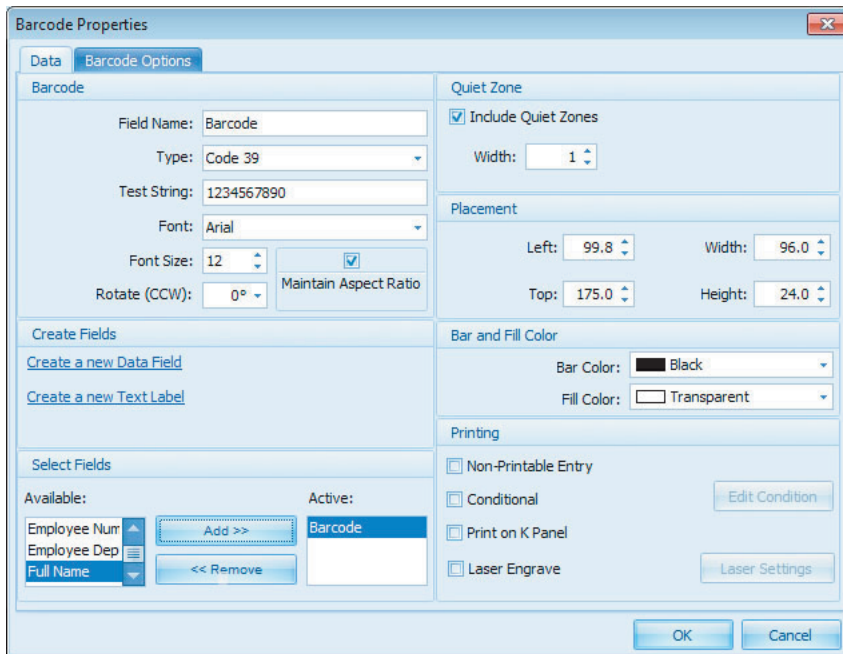 Barcode Properties
Data
Barcode Options
Barcode
Field Name: Barcode
Type: Code 39
Test String: 1234567890
Font: Arial
Font Size: 12
Maintain Aspect Ratio
Rotate (CCW): 0°
Create Fields
Create a new Data Field
Create a new Text Label
Select Fields
Available:
Employee Num
Employee Dep
Full Name
Add >>
<< Remove
Active:
Barcode
Quiet Zone
Include Quiet Zones
Width: 1
Placement
Left: 99.8 Width: 96.0
Top: 175.0 Height: 24.0
Bar and Fill Color
Bar Color: Black
Fill Color: Transparent
Printing
Non-Printable Entry
Conditional Edit Condition
Print on K Panel
Laser Engrave Laser Settings
OK Cancel